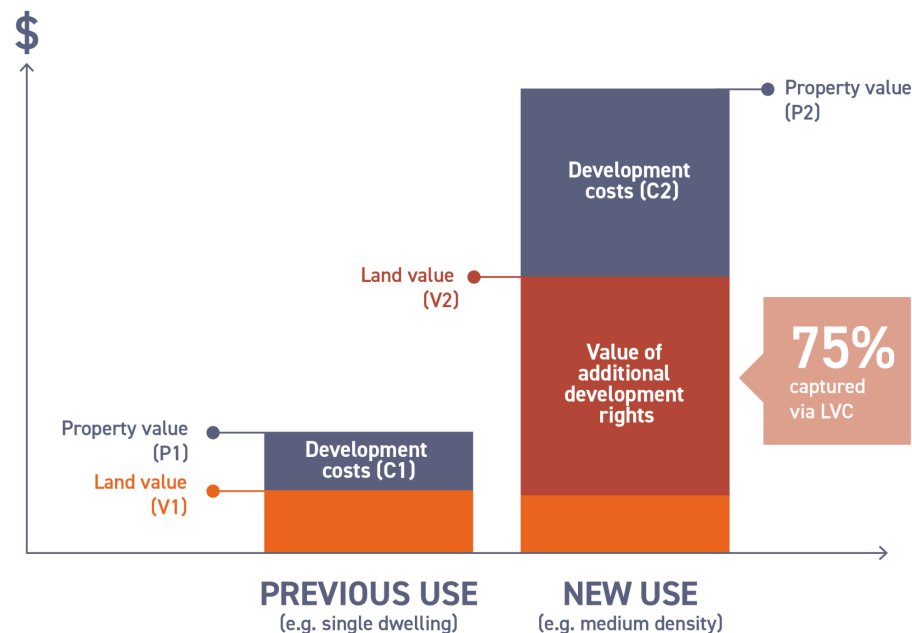 $
Property value
(P2)
Development
costs (C2)
Land value
(V2)
Value of
additional
development
rights
75%
captured
via LVC
Property value
(P1)
Development
costs (C1)
Land value
(V1)
PREVIOUS USE
(e.g. single dwelling)
NEW USE
(e.g. medium density)